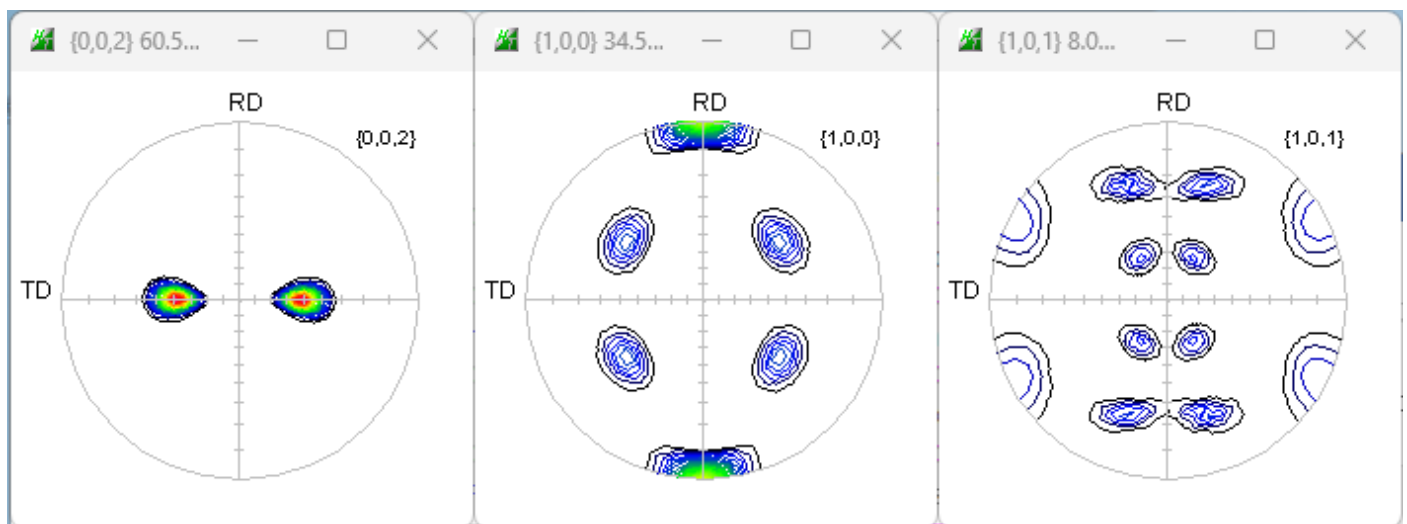 {0,0,2} 60.5...
{1,0,0} 34.5...
{1,0,1} 8.0...
RD
{0,0,2}
TD
RD
{1,0,0}
RD
{1,0,1}
TD